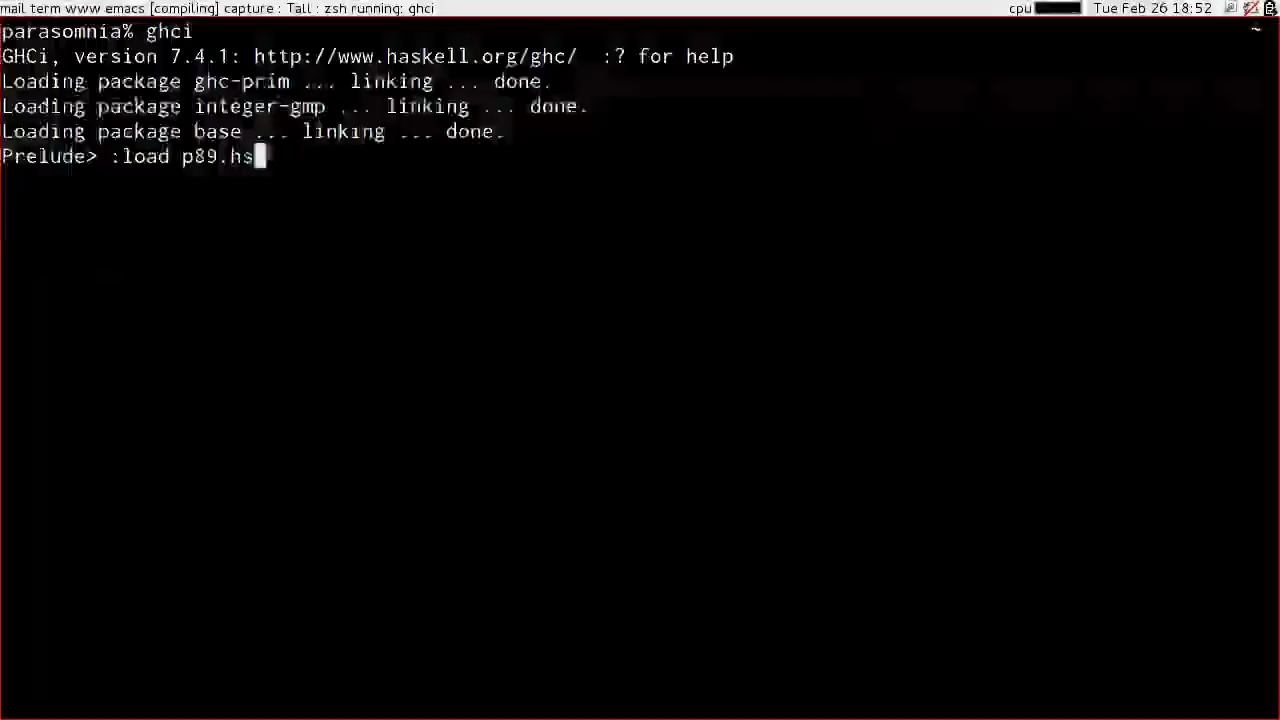 mail term www emacs [compiling] capture : Tall : zsh running: ghci cpu Tue Feb 26 18:52
parasomnia% ghci ~
GHCi, version 7.4.1: http://www.haskell.org/ghc/  :? for help
Loading package ghc-prim ... linking ... done.
Loading package integer-gmp ... linking ... done.
Loading package base ... linking ... done.
Prelude> :load p89.hs